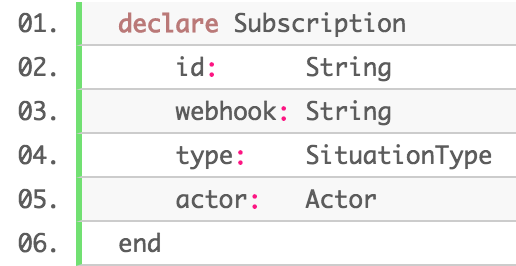 01. declare Subscription
02. id: String
03. webhook: String
04. type: SituationType
05. actor: Actor
06. end